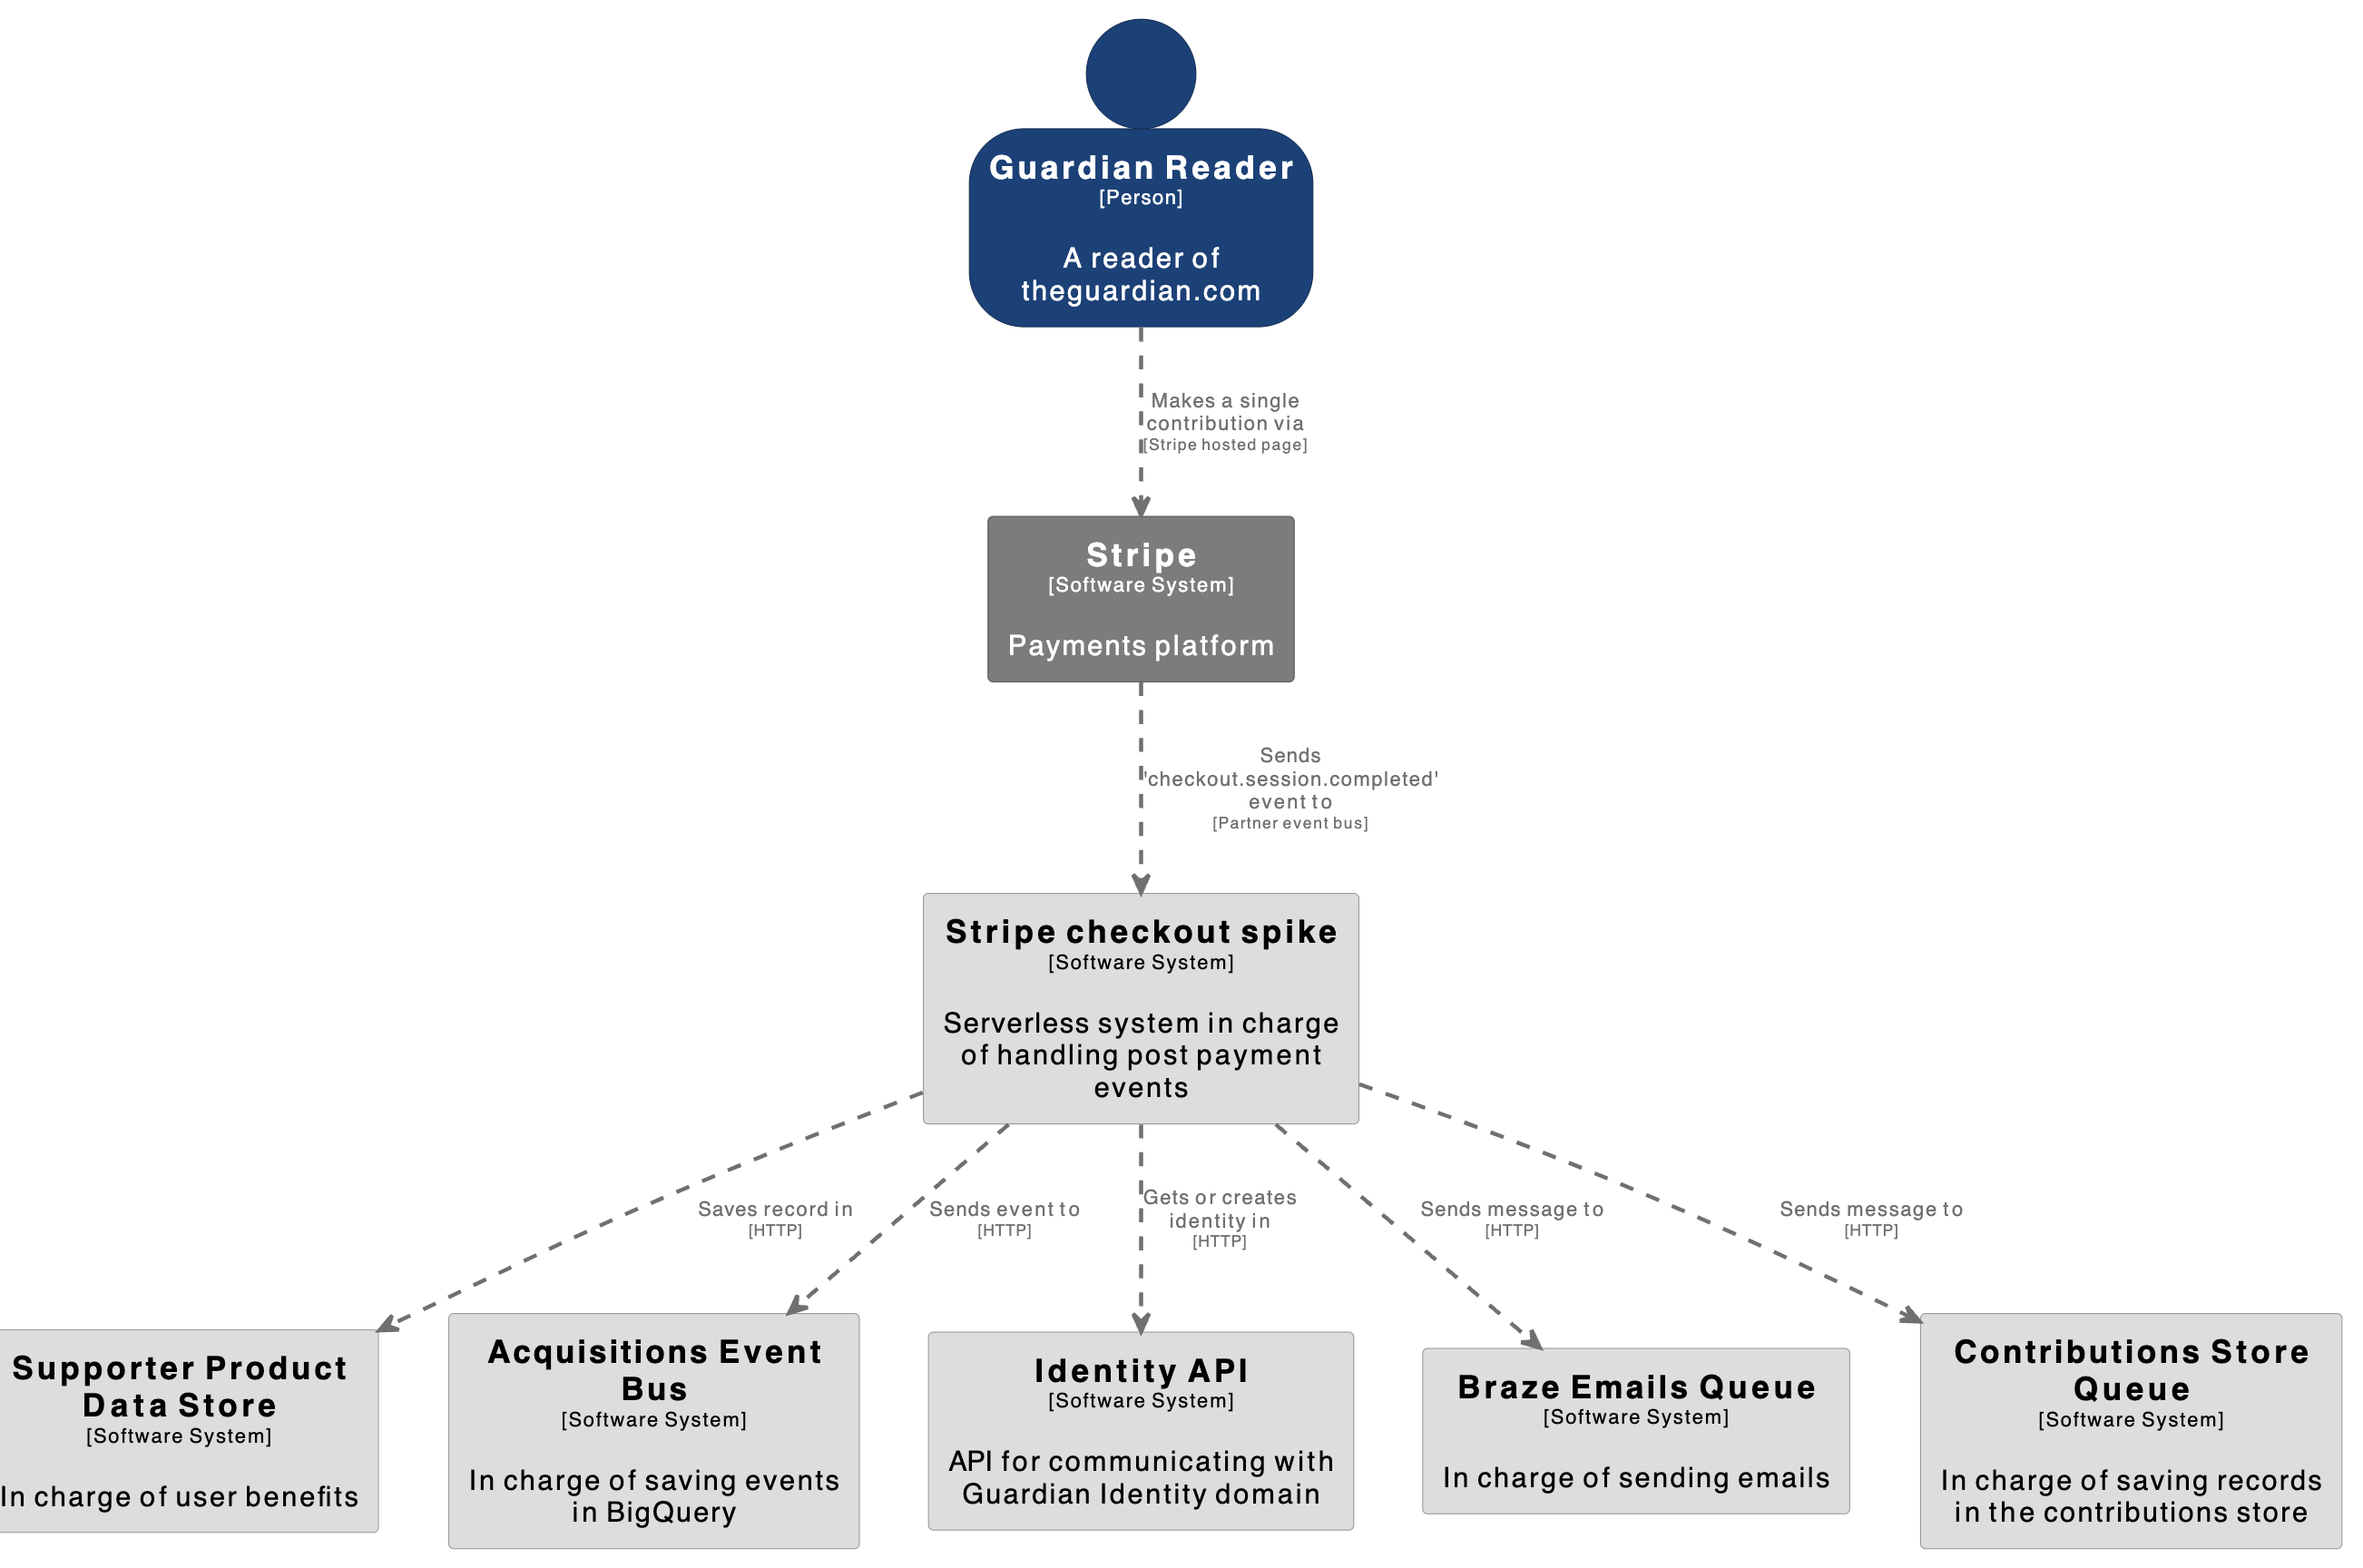 Guardian Reader
[Person]
A reader of
theguardian.com
Makes a single
contribution via
[Stripe hosted page]
Stripe
[Software System]
Payments platform
Sends
'checkout.session.completed'
event to
[Partner event bus]
Stripe checkout spike
[Software System]
Serverless system in charge
of handling post payment
events
Saves record in
[HTTP]
Sends event to
[HTTP]
Gets or creates
identity in
[HTTP]
Sends message to
[HTTP]
Sends message to
[HTTP]
Supporter Product
Data Store
[Software System]
In charge of user benefits
Acquisitions Event
Bus
[Software System]
In charge of saving events
in BigQuery
Identity API
[Software System]
API for communicating with
Guardian Identity domain
Braze Emails Queue
[Software System]
In charge of sending emails
Contributions Store
Queue
[Software System]
In charge of saving records
in the contributions store